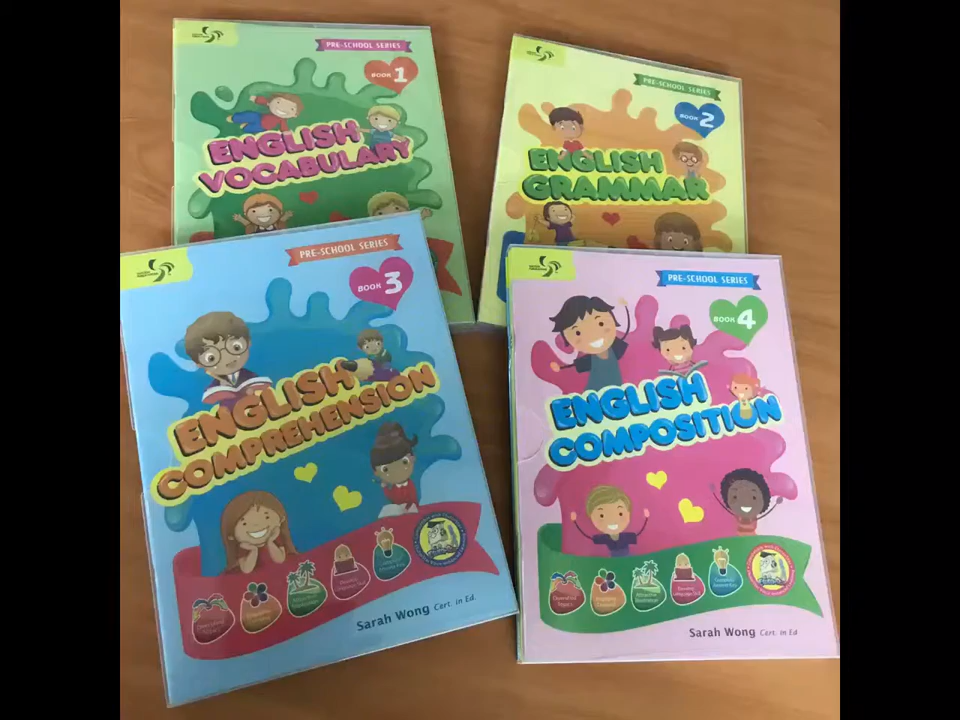 PRE-SCHOOL SERIES
BOOK 1
ENGLISH
VOCABULARY
PRE-SCHOOL SERIES
BOOK 2
ENGLISH
GRAMMAR
PRE-SCHOOL SERIES
BOOK 3
ENGLISH
COMPREHENSION
Sarah Wong Cert. in Ed.
PRE-SCHOOL SERIES
BOOK 4
ENGLISH
COMPOSITION
Sarah Wong Cert. in Ed